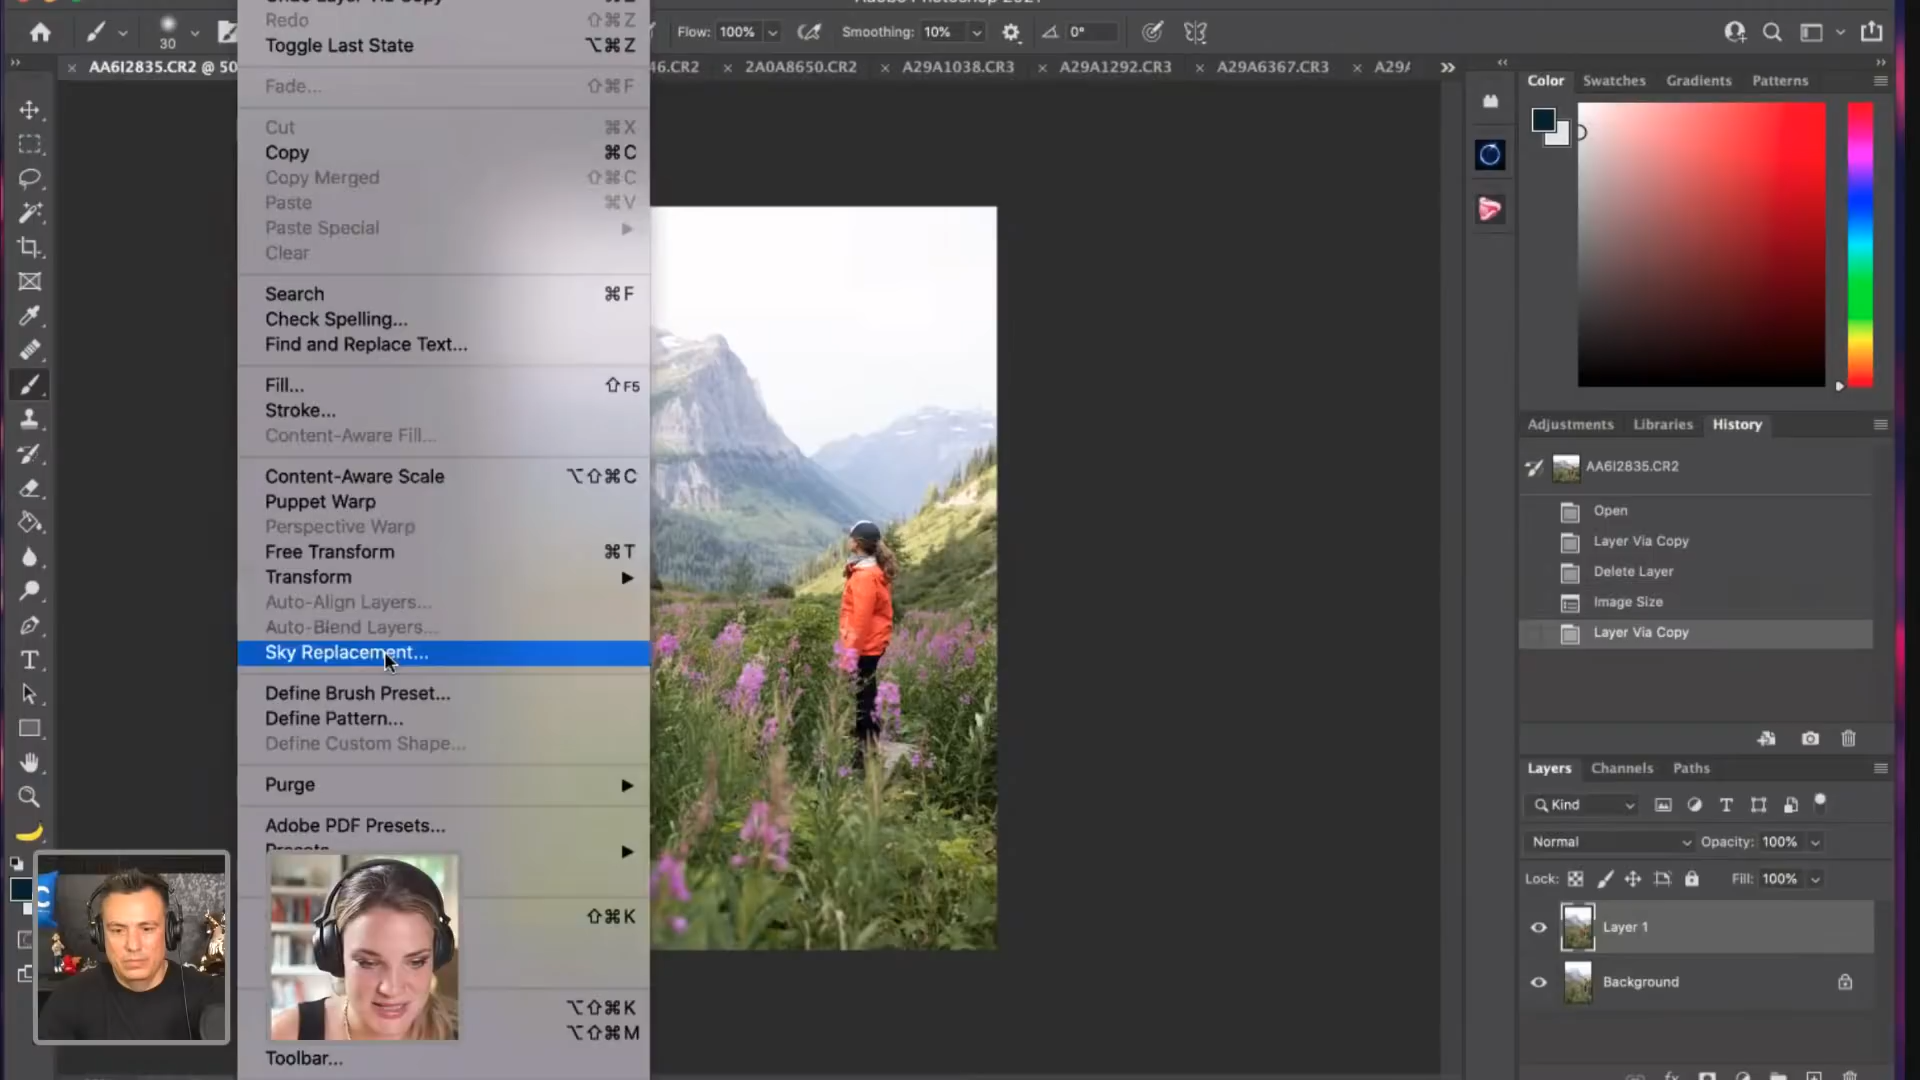 Redo ⇧⌘Z
Toggle Last State ⌥⌘Z
Fade... ⇧⌘F
Cut ⌘X
Copy ⌘C
Copy Merged ⇧⌘C
Paste ⌘V
Paste Special
Clear
Search ⌘F
Check Spelling...
Find and Replace Text...
Fill... ⇧F5
Stroke...
Content-Aware Fill...
Content-Aware Scale ⌥⇧⌘C
Puppet Warp
Perspective Warp
Free Transform ⌘T
Transform
Auto-Align Layers...
Auto-Blend Layers...
Sky Replacement...
Define Brush Preset...
Define Pattern...
Define Custom Shape...
Purge
Adobe PDF Presets...
⇧⌘K
⌥⇧⌘K
⌥⇧⌘M
Toolbar...
30
Flow: 100% Smoothing: 10% 0°
AA6I2835.CR2 @ 50 46.CR2 2A0A8650.CR2 A29A1038.CR3 A29A1292.CR3 A29A6367.CR3 A29A
Color Swatches Gradients Patterns
Adjustments Libraries History
AA6I2835.CR2
Open
Layer Via Copy
Delete Layer
Image Size
Layer Via Copy
Layers Channels Paths
Kind
Normal Opacity: 100%
Lock: Fill: 100%
Layer 1
Background